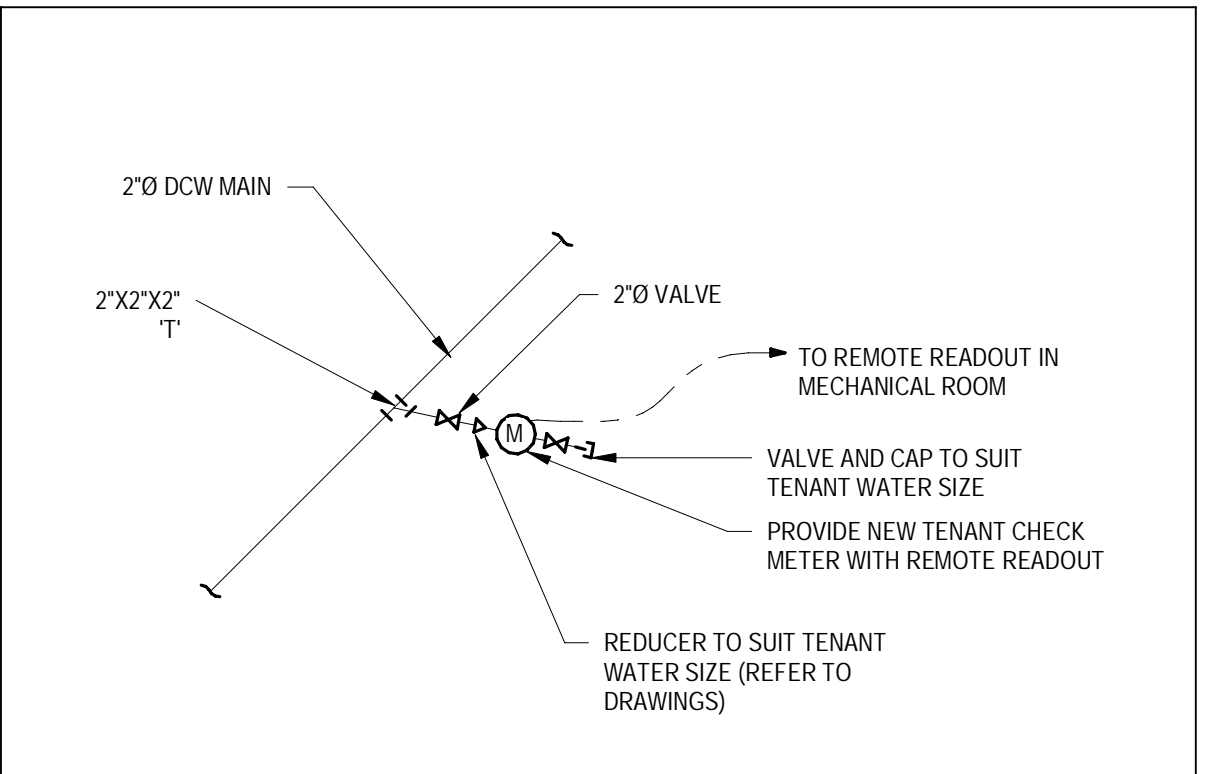 2"Ø DCW MAIN
2"X2"X2"
'T'
2"Ø VALVE
TO REMOTE READOUT IN
MECHANICAL ROOM
M
VALVE AND CAP TO SUIT
TENANT WATER SIZE
PROVIDE NEW TENANT CHECK
METER WITH REMOTE READOUT
REDUCER TO SUIT TENANT
WATER SIZE (REFER TO
DRAWINGS)